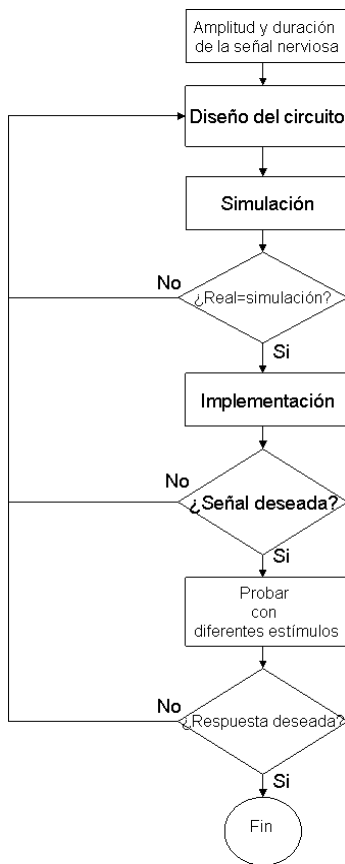 Amplitud y duración
de la señal nerviosa
Diseño del circuito
Simulación
No
¿Real=simulación?
Si
Implementación
No
¿Señal deseada?
Si
Probar
con
diferentes estímulos
No
¿Respuesta deseada?
Si
Fin